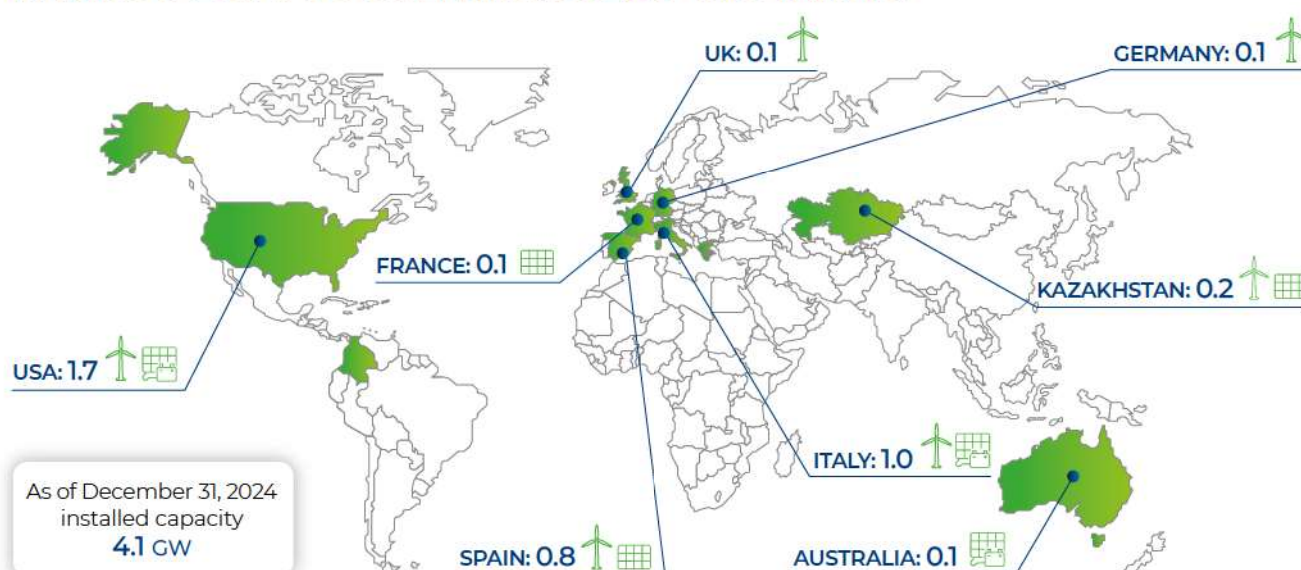 UK: 0.1
GERMANY: 0.1
FRANCE: 0.1
KAZAKHSTAN: 0.2
USA: 1.7
ITALY: 1.0
As of December 31, 2024
installed capacity
4.1 GW
SPAIN: 0.8
AUSTRALIA: 0.1